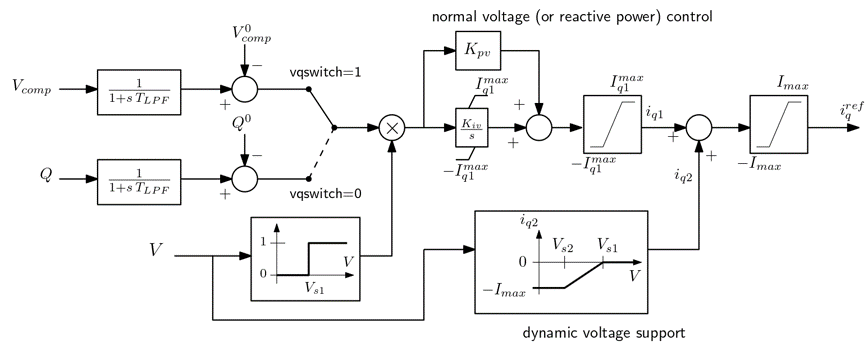 normal voltage (or reactive power) control
V_{comp}^0
K_{pv}
V_{comp}
\frac{1}{1+s T_{LPF}}
−
+
vqswitch=1
I_{q1}^{max}
\frac{K_{iv}}{s}
−I_{q1}^{max}
×
+
+
I_{q1}^{max}
−I_{q1}^{max}
i_{q1}
+
+
i_{q2}
I_{max}
−I_{max}
i_q^{ref}
Q^0
Q
\frac{1}{1+s T_{LPF}}
−
+
vqswitch=0
V
1
0
V_{s1}
V
i_{q2}
V_{s2}
V_{s1}
0
V
−I_{max}
dynamic voltage support